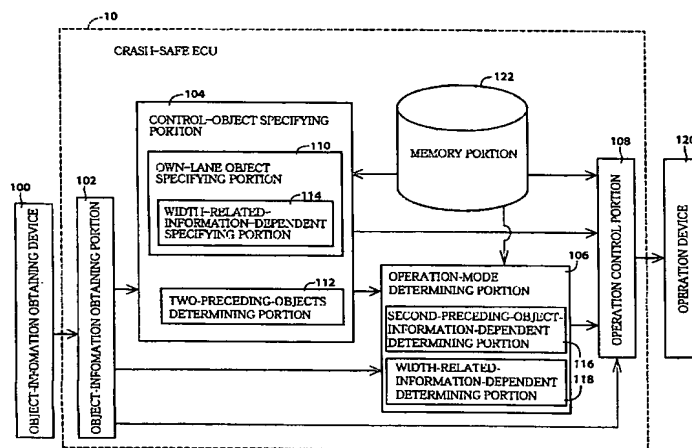 10
CRASH-SAFE ECU
122
104
CONTROL-OBJECT SPECIFYING
PORTION
MEMORY PORTION
110
OWN-LANE OBJECT
SPECIFYING PORTION
114
WIDTH-RELATED-
INFORMATION-DEPENDENT
SPECIFYING PORTION
108
OPERATION CONTROL PORTION
120
OPERATION DEVICE
100
OBJECT-INFOMATION OBTAINING DEVICE
102
OBJECT-INFOMATION OBTAINING PORTION
112
TWO-PRECEDING-OBJECTS
DETERMINING PORTION
106
OPERATION-MODE
DETERMINING PORTION
SECOND-PRECEDING-OBJECT-
INFORMATION-DEPENDENT
DETERMINING PORTION
116
WIDTH-RELATED-
INFORMATION-DEPENDENT
DETERMINING PORTION
118